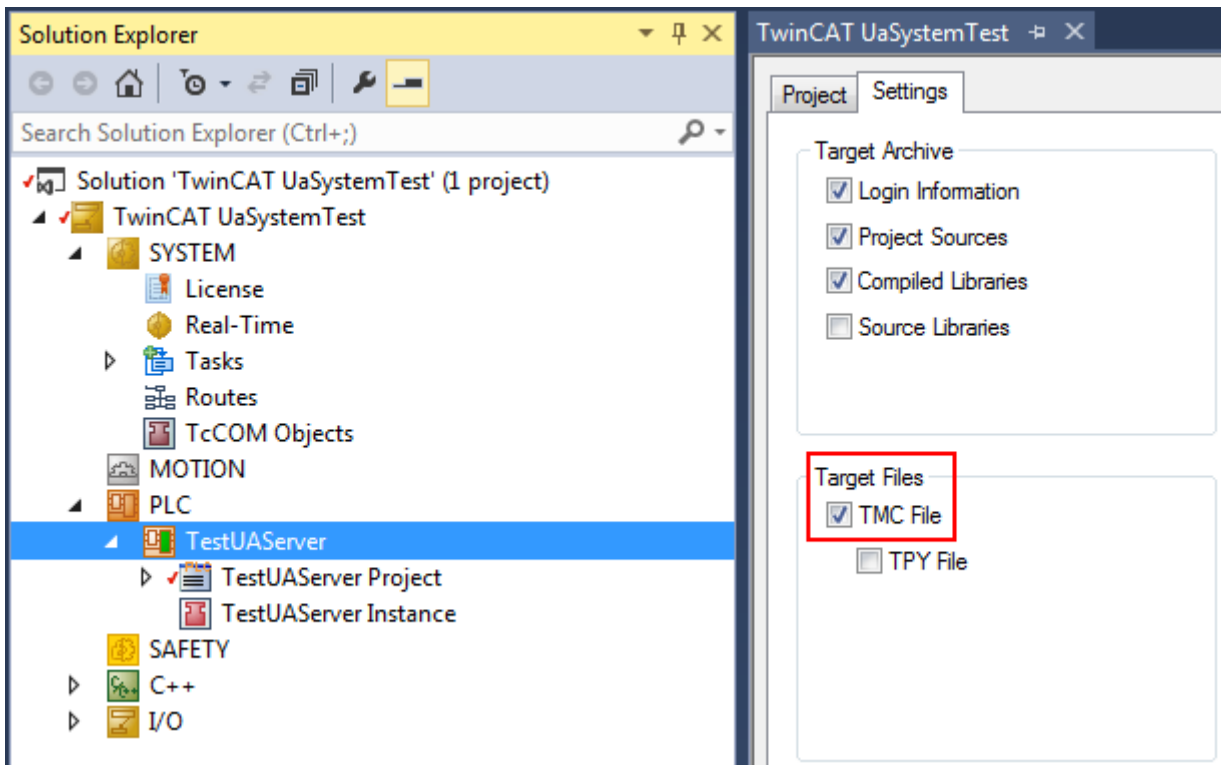 Solution Explorer
Search Solution Explorer (Ctrl+;)
Solution 'TwinCAT UaSystemTest' (1 project)
TwinCAT UaSystemTest
SYSTEM
License
Real-Time
Tasks
Routes
TcCOM Objects
MOTION
PLC
TestUAServer
TestUAServer Project
TestUAServer Instance
SAFETY
C++
I/O
TwinCAT UaSystemTest
Project Settings
Target Archive
Login Information
Project Sources
Compiled Libraries
Source Libraries
Target Files
TMC File
TPY File